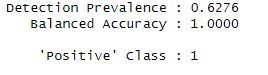 Detection Prevalence : 0.6276
Balanced Accuracy : 1.0000
'Positive' Class : 1